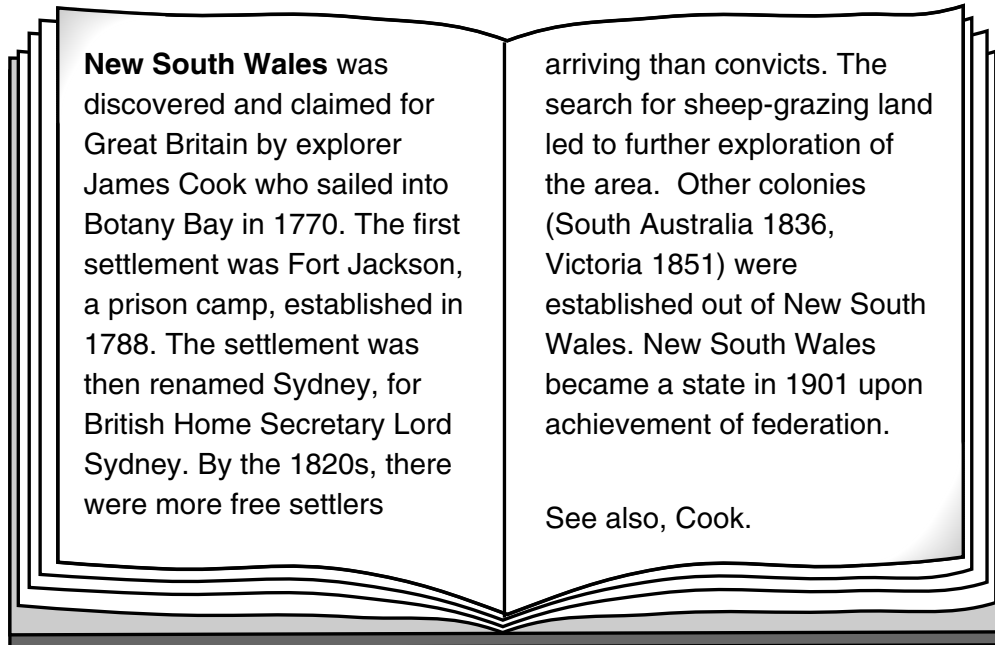 New South Wales was
discovered and claimed for
Great Britain by explorer
James Cook who sailed into
Botany Bay in 1770. The first
settlement was Fort Jackson,
a prison camp, established in
1788. The settlement was
then renamed Sydney, for
British Home Secretary Lord
Sydney. By the 1820s, there
were more free settlers
arriving than convicts. The
search for sheep-grazing land
led to further exploration of
the area.  Other colonies
(South Australia 1836,
Victoria 1851) were
established out of New South
Wales. New South Wales
became a state in 1901 upon
achievement of federation.
See also, Cook.